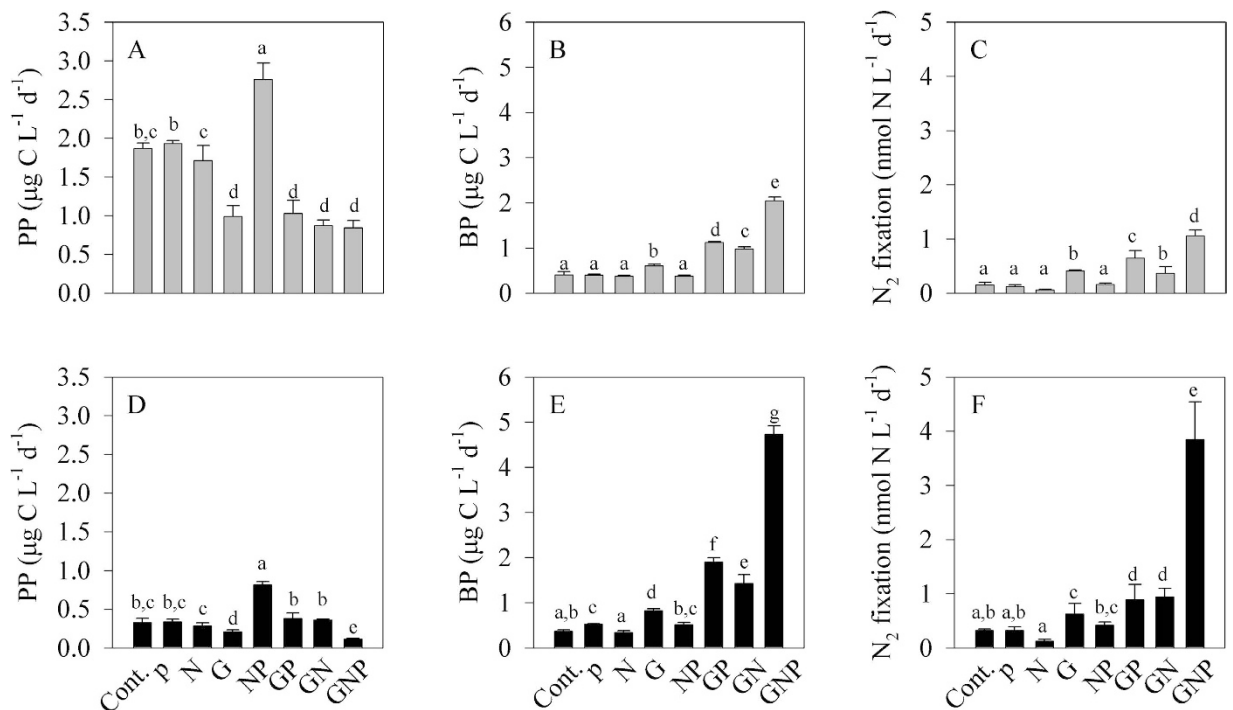 A
PP (µg C L⁻¹ d⁻¹)
3.5
3.0
2.5
2.0
1.5
1.0
0.5
0.0
b,c b c d a d d d
B
BP (µg C L⁻¹ d⁻¹)
6
5
4
3
2
1
0
a a a b a d c e
C
N₂ fixation (nmol N L⁻¹ d⁻¹)
5
4
3
2
1
0
a a a b a c b d
D
PP (µg C L⁻¹ d⁻¹)
3.5
3.0
2.5
2.0
1.5
1.0
0.5
0.0
b,c b,c c d a b b e
Cont. p N G NP GP GN GNP
E
BP (µg C L⁻¹ d⁻¹)
6
5
4
3
2
1
0
a,b c a d b,c f e g
Cont. p N G NP GP GN GNP
F
N₂ fixation (nmol N L⁻¹ d⁻¹)
5
4
3
2
1
0
a,b a,b a c b,c d d e
Cont. p N G NP GP GN GNP